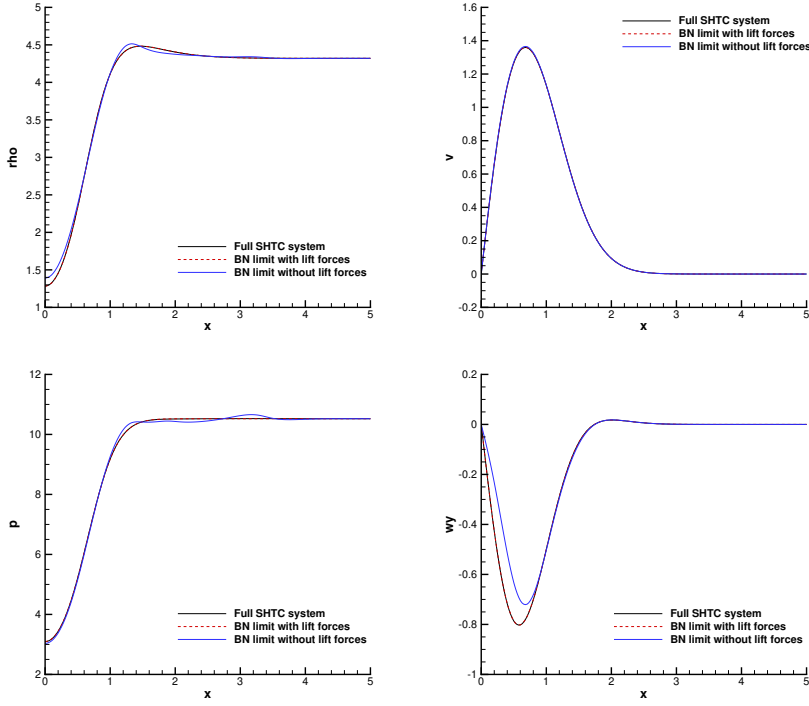 5
4.5
4
3.5
rho
3
2.5
2
1.5
1
0
1
2
3
4
5
x
Full SHTC system
BN limit with lift forces
BN limit without lift forces
1.6
1.4
1.2
1
0.8
v
0.6
0.4
0.2
0
-0.2
0
1
2
3
4
5
x
Full SHTC system
BN limit with lift forces
BN limit without lift forces
12
10
8
p
6
4
2
0
1
2
3
4
5
x
Full SHTC system
BN limit with lift forces
BN limit without lift forces
0.2
0
-0.2
-0.4
wy
-0.6
-0.8
-1
0
1
2
3
4
5
x
Full SHTC system
BN limit with lift forces
BN limit without lift forces